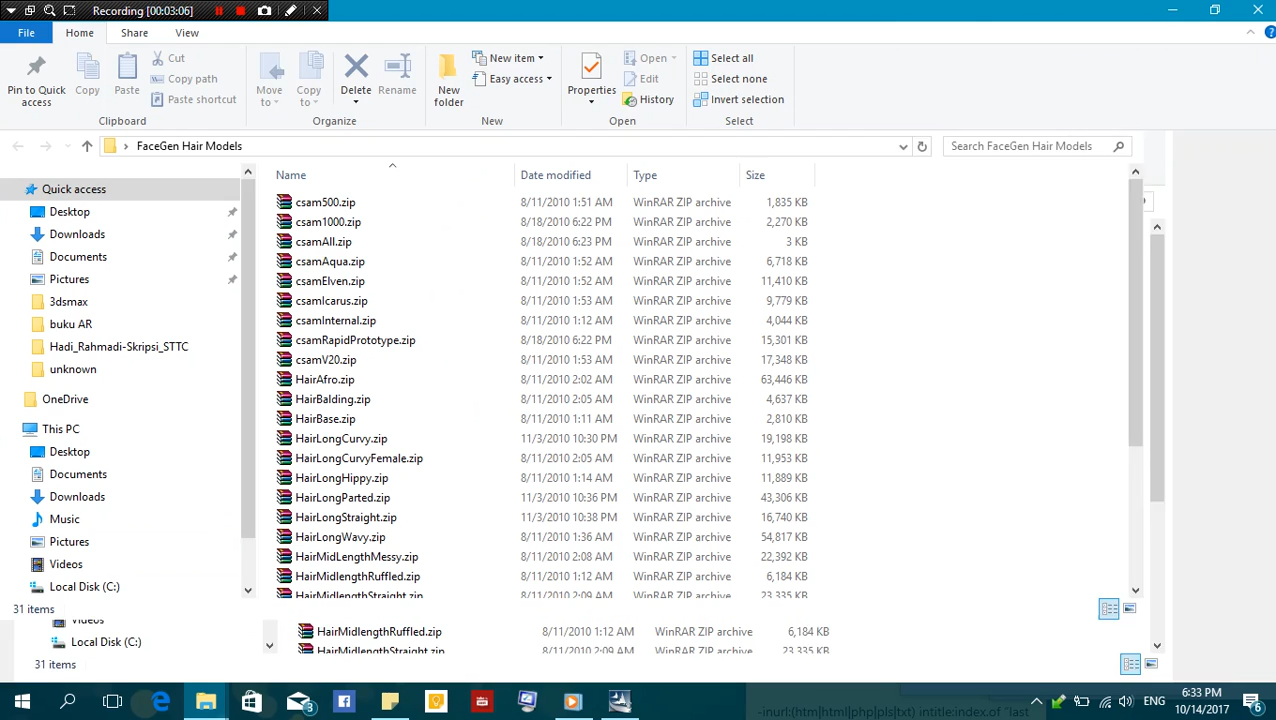 Recording [00:03:06]
File Home Share View
Pin to Quick access
Copy
Paste
Cut
Copy path
Paste shortcut
Clipboard
Move to
Copy to
Delete
Rename
Organize
New folder
New item
Easy access
New
Properties
Open
Edit
History
Open
Select all
Select none
Invert selection
Select
FaceGen Hair Models
Search FaceGen Hair Models
Quick access
Desktop
Downloads
Documents
Pictures
3dsmax
buku AR
Hadi_Rahmadi-Skripsi_STTC
unknown
OneDrive
This PC
Desktop
Documents
Downloads
Music
Pictures
Videos
Local Disk (C:)
31 items
Name Date modified Type Size
csam500.zip 8/11/2010 1:51 AM WinRAR ZIP archive 1,835 KB
csam1000.zip 8/18/2010 6:22 PM WinRAR ZIP archive 2,270 KB
csamAll.zip 8/18/2010 6:23 PM WinRAR ZIP archive 3 KB
csamAqua.zip 8/11/2010 1:52 AM WinRAR ZIP archive 6,718 KB
csamElven.zip 8/11/2010 1:52 AM WinRAR ZIP archive 11,410 KB
csamIcarus.zip 8/11/2010 1:53 AM WinRAR ZIP archive 9,779 KB
csamInternal.zip 8/11/2010 1:12 AM WinRAR ZIP archive 4,044 KB
csamRapidPrototype.zip 8/18/2010 6:22 PM WinRAR ZIP archive 15,301 KB
csamV20.zip 8/11/2010 1:53 AM WinRAR ZIP archive 17,348 KB
HairAfro.zip 8/11/2010 2:02 AM WinRAR ZIP archive 63,446 KB
HairBalding.zip 8/11/2010 2:05 AM WinRAR ZIP archive 4,637 KB
HairBase.zip 8/11/2010 1:11 AM WinRAR ZIP archive 2,810 KB
HairLongCurvy.zip 11/3/2010 10:30 PM WinRAR ZIP archive 19,198 KB
HairLongCurvyFemale.zip 8/11/2010 2:05 AM WinRAR ZIP archive 11,953 KB
HairLongHippy.zip 8/11/2010 1:14 AM WinRAR ZIP archive 11,889 KB
HairLongParted.zip 11/3/2010 10:36 PM WinRAR ZIP archive 43,306 KB
HairLongStraight.zip 11/3/2010 10:38 PM WinRAR ZIP archive 16,740 KB
HairLongWavy.zip 8/11/2010 1:36 AM WinRAR ZIP archive 54,817 KB
HairMidLengthMessy.zip 8/11/2010 2:08 AM WinRAR ZIP archive 22,392 KB
HairMidlengthRuffled.zip 8/11/2010 1:12 AM WinRAR ZIP archive 6,184 KB
HairMidlengthStraight.zip 8/11/2010 2:09 AM WinRAR ZIP archive 23,335 KB
Videos
Local Disk (C:)
HairMidlengthRuffled.zip 8/11/2010 1:12 AM WinRAR ZIP archive 6,184 KB
HairMidlengthStraight.zip 8/11/2010 2:09 AM WinRAR ZIP archive 23,335 KB
31 items
3
-inurl:(htm|html|php|pls|txt) intitle:index.of "last
ENG
6:33 PM
10/14/2017
6